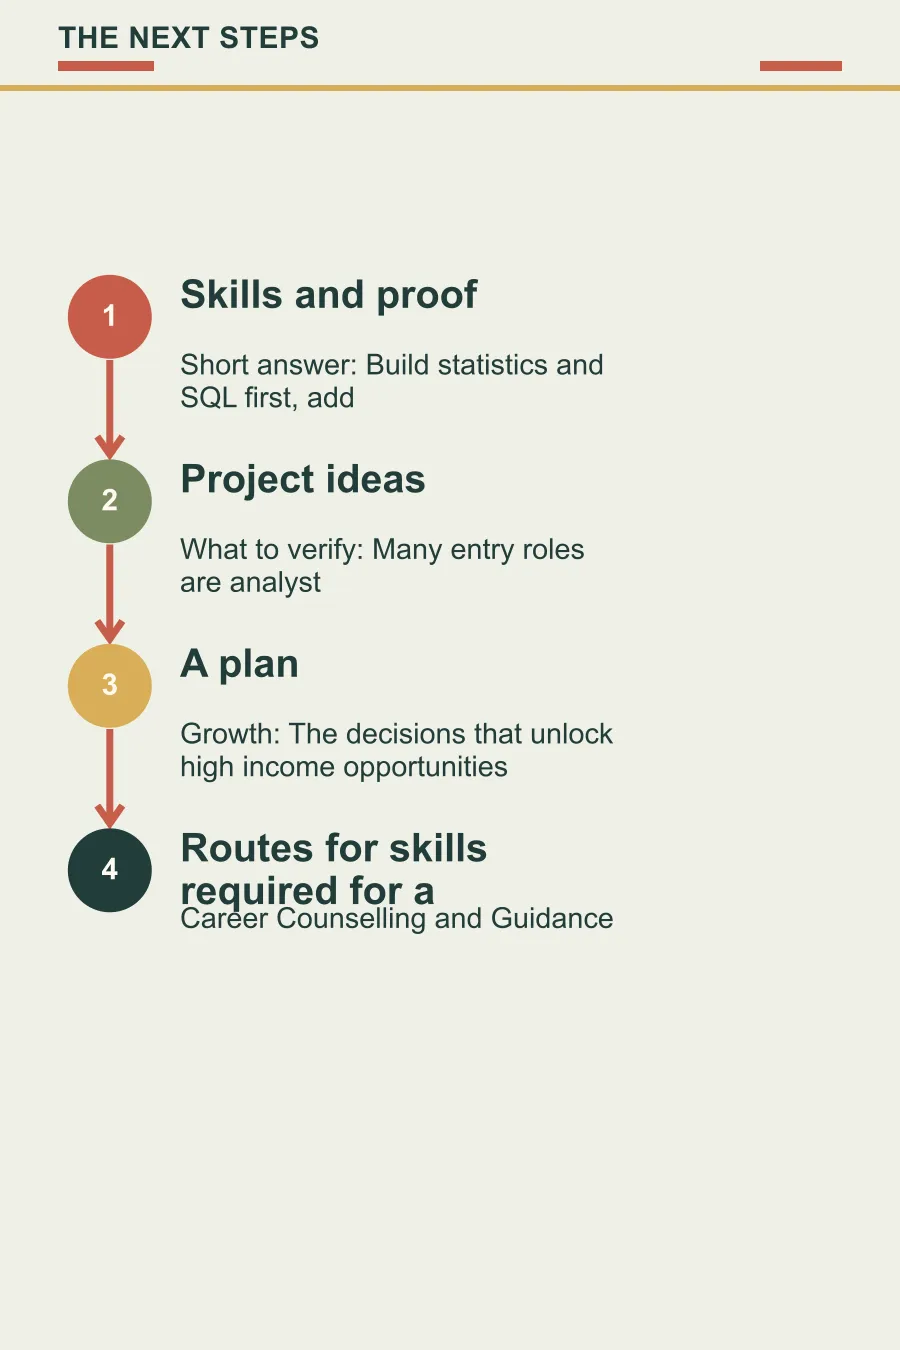 THE NEXT STEPS
1
Skills and proof
Short answer: Build statistics and
SQL first, add
2
Project ideas
What to verify: Many entry roles
are analyst
3
A plan
Growth: The decisions that unlock
high income opportunities
4
Routes for skills
required for a
Career Counselling and Guidance